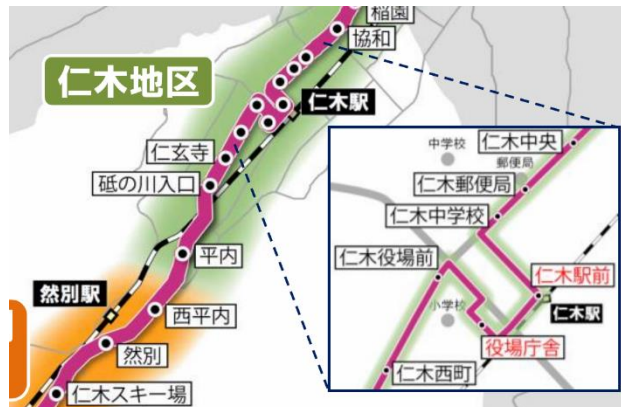 稲園
協和
仁木地区
仁木駅
仁玄寺
砥の川入口
平内
然別駅
西平内
然別
仁木スキー場
中学校
仁木中央
郵便局
仁木郵便局
仁木中学校
仁木役場前
仁木駅前
仁木駅
小学校
役場庁舎
仁木西町